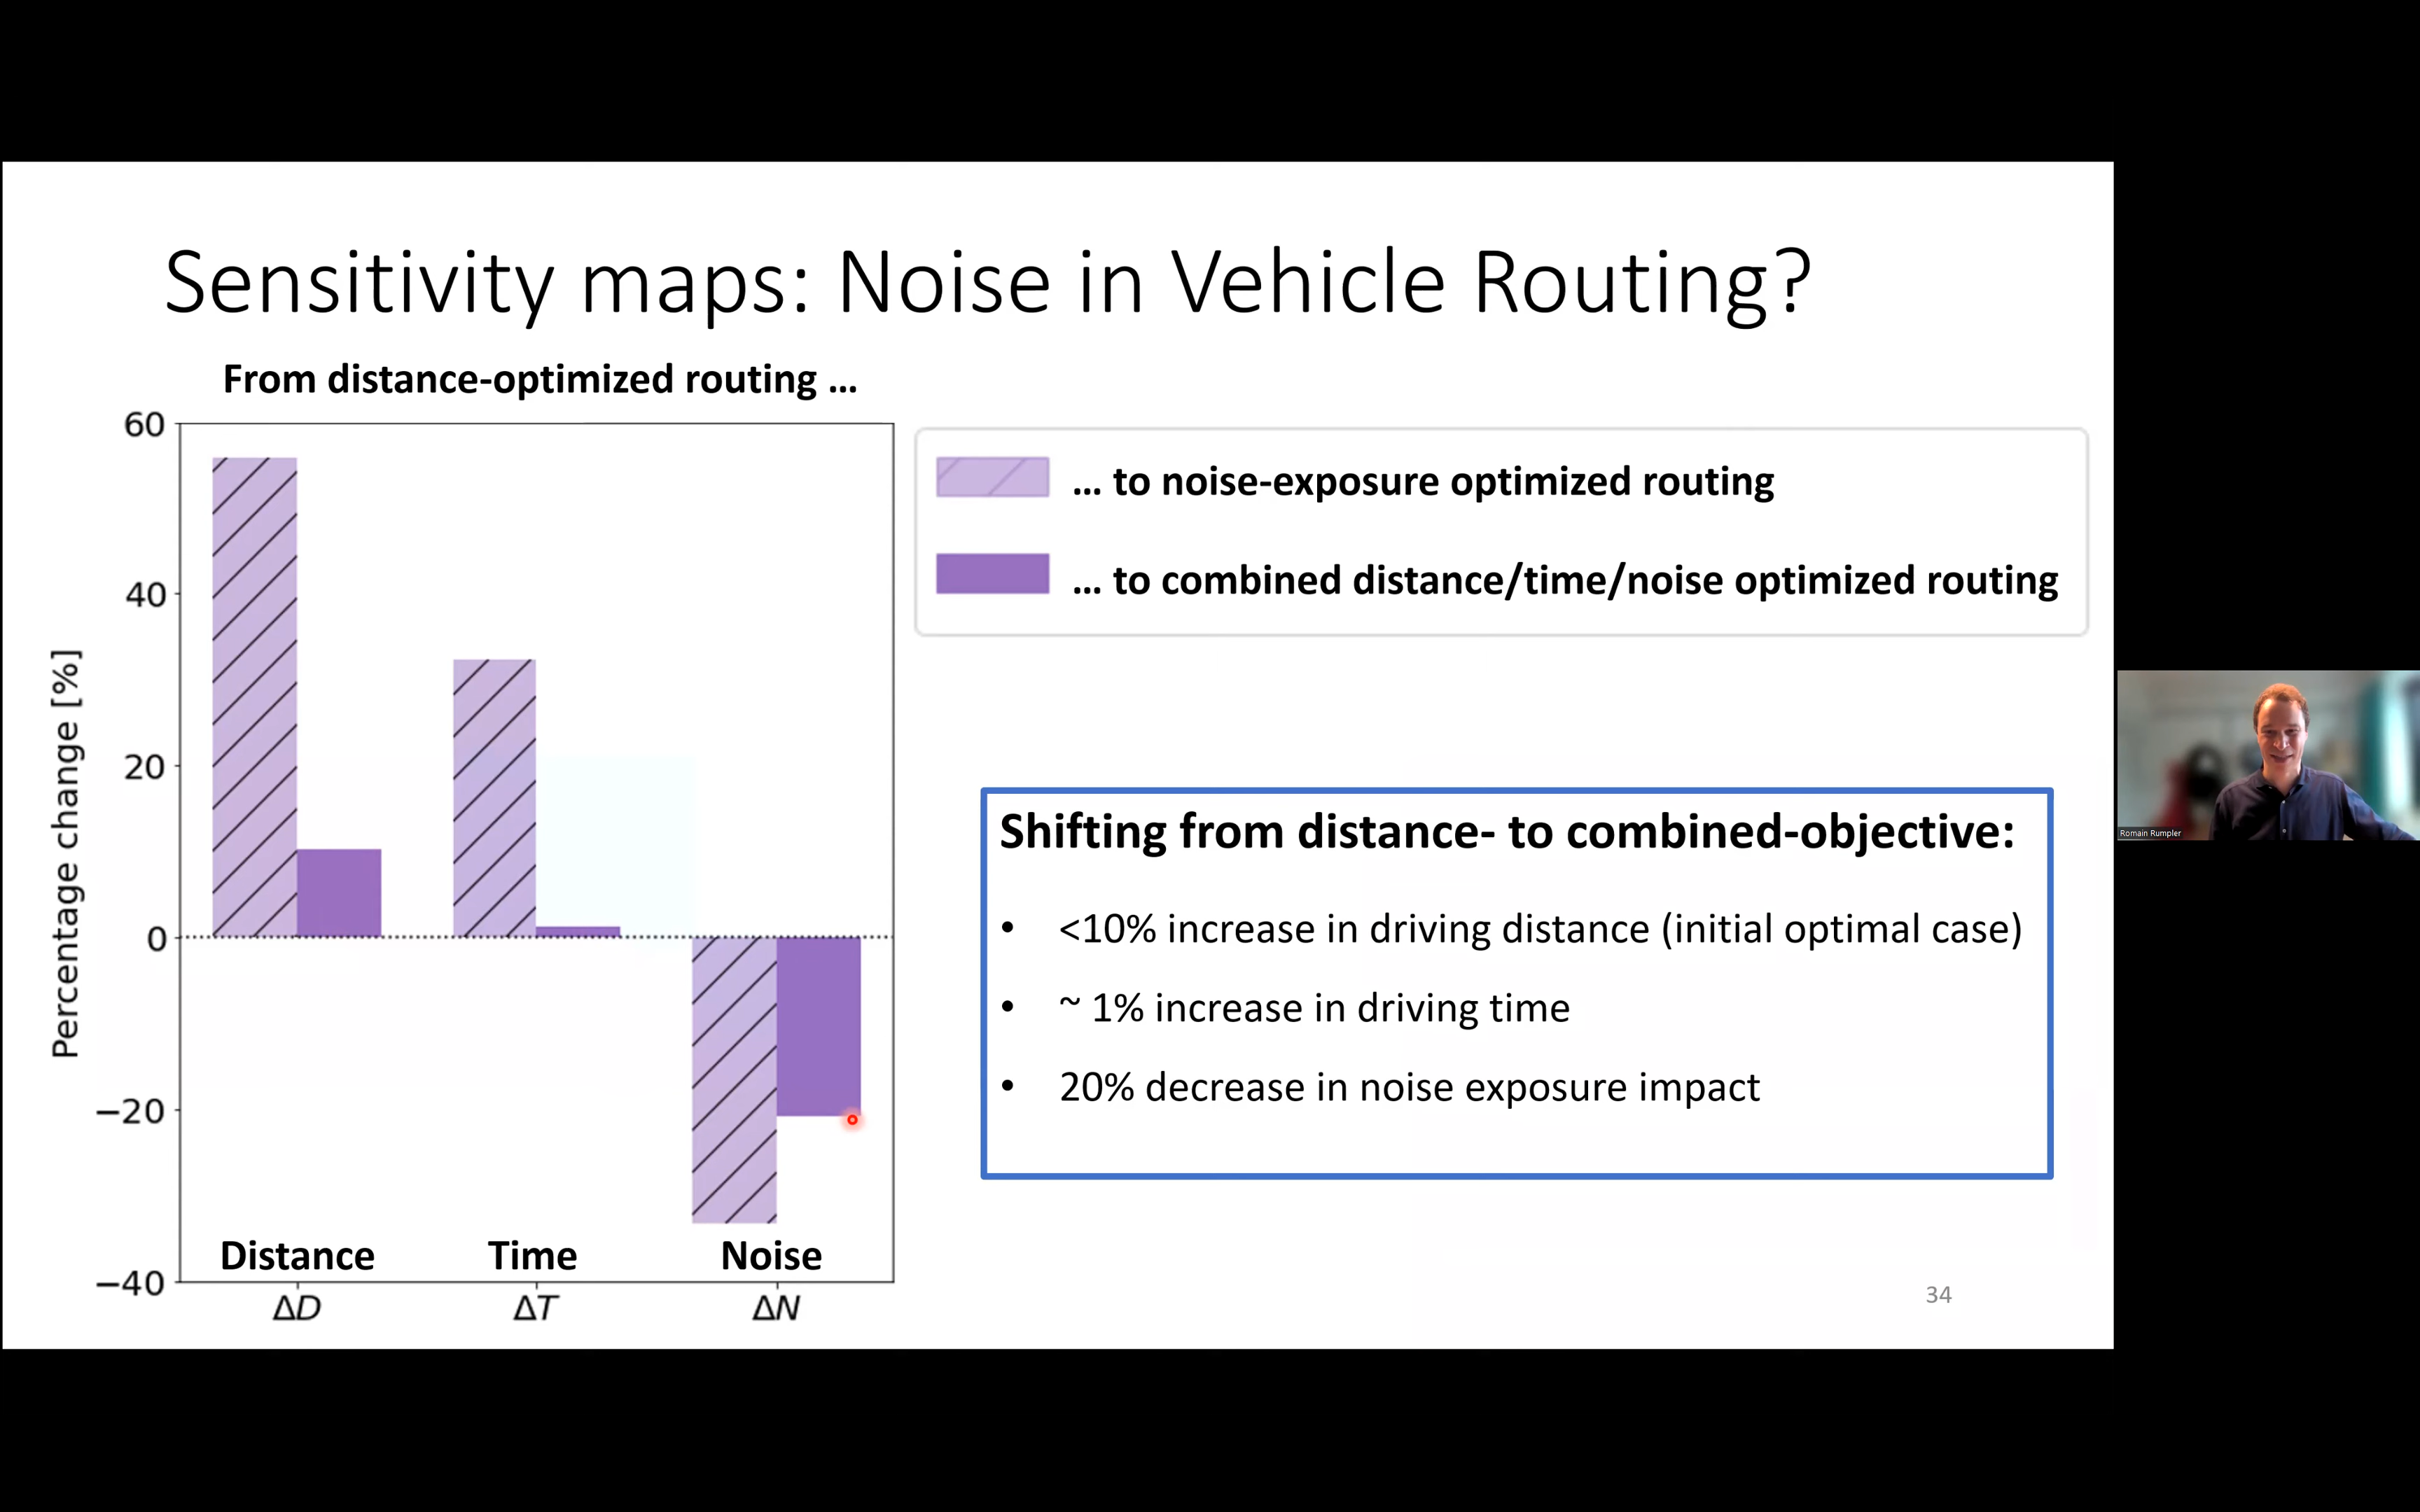 Sensitivity maps: Noise in Vehicle Routing?
From distance-optimized routing ...
60
40
20
0
−20
−40
Percentage change [%]
Distance
Time
Noise
ΔD
ΔT
ΔN
... to noise-exposure optimized routing
... to combined distance/time/noise optimized routing
Shifting from distance- to combined-objective:
• <10% increase in driving distance (initial optimal case)
• ~ 1% increase in driving time
• 20% decrease in noise exposure impact
34
Romain Rumpler